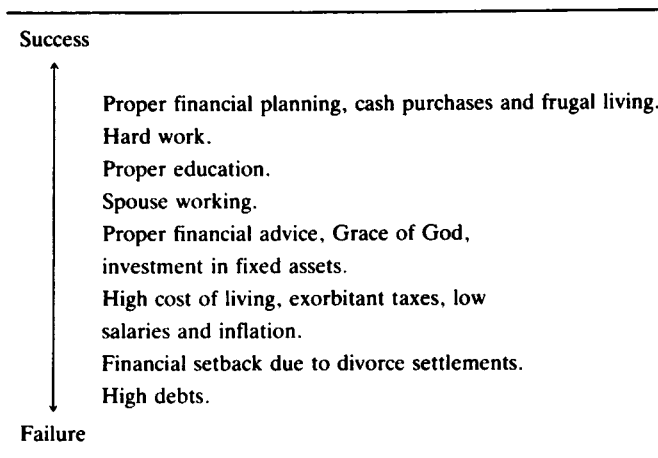 Success
Proper financial planning, cash purchases and frugal living.
Hard work.
Proper education.
Spouse working.
Proper financial advice, Grace of God,
investment in fixed assets.
High cost of living, exorbitant taxes, low
salaries and inflation.
Financial setback due to divorce settlements.
High debts.
Failure